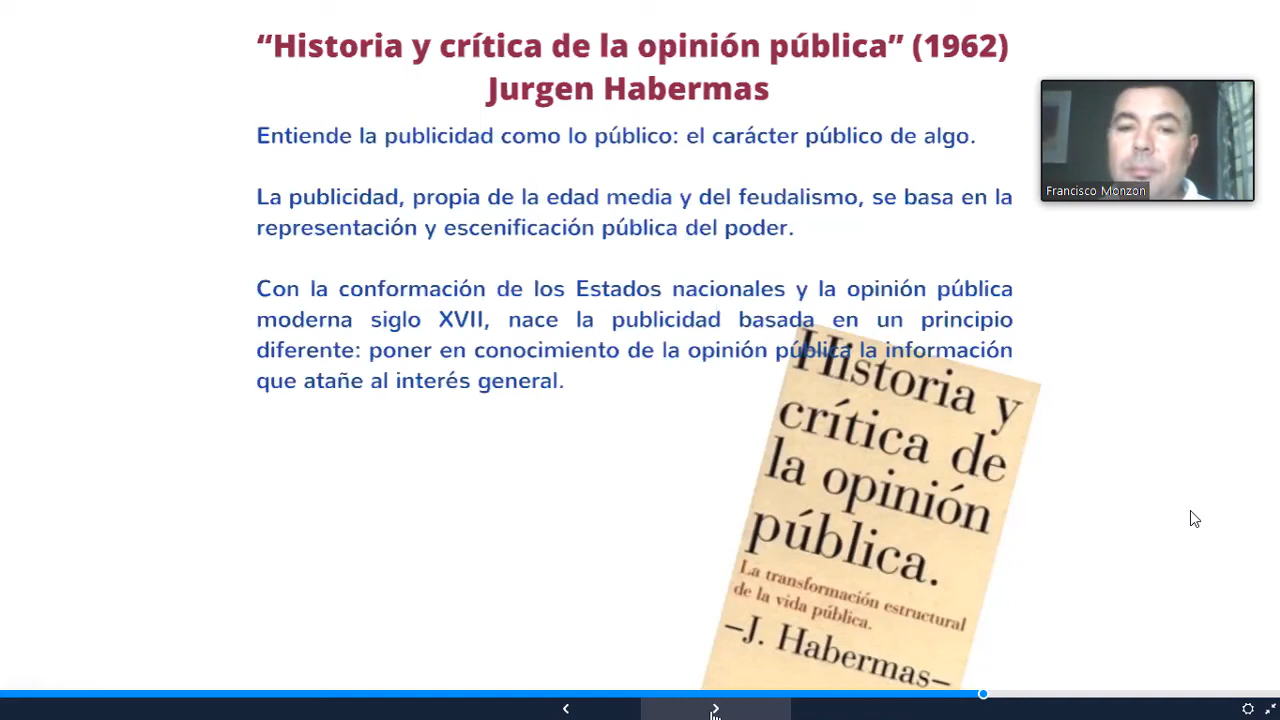 “Historia y crítica de la opinión pública” (1962)
Jurgen Habermas
Entiende la publicidad como lo público: el carácter público de algo.
La publicidad, propia de la edad media y del feudalismo, se basa en la
representación y escenificación pública del poder.
Con la conformación de los Estados nacionales y la opinión pública
moderna siglo XVII, nace la publicidad basada en un principio
diferente: poner en conocimiento de la opinión pública la información
que atañe al interés general.
Francisco Monzon
Historia y
crítica de
la opinión
pública.
La transformación estructural
de la vida pública.
–J. Habermas–